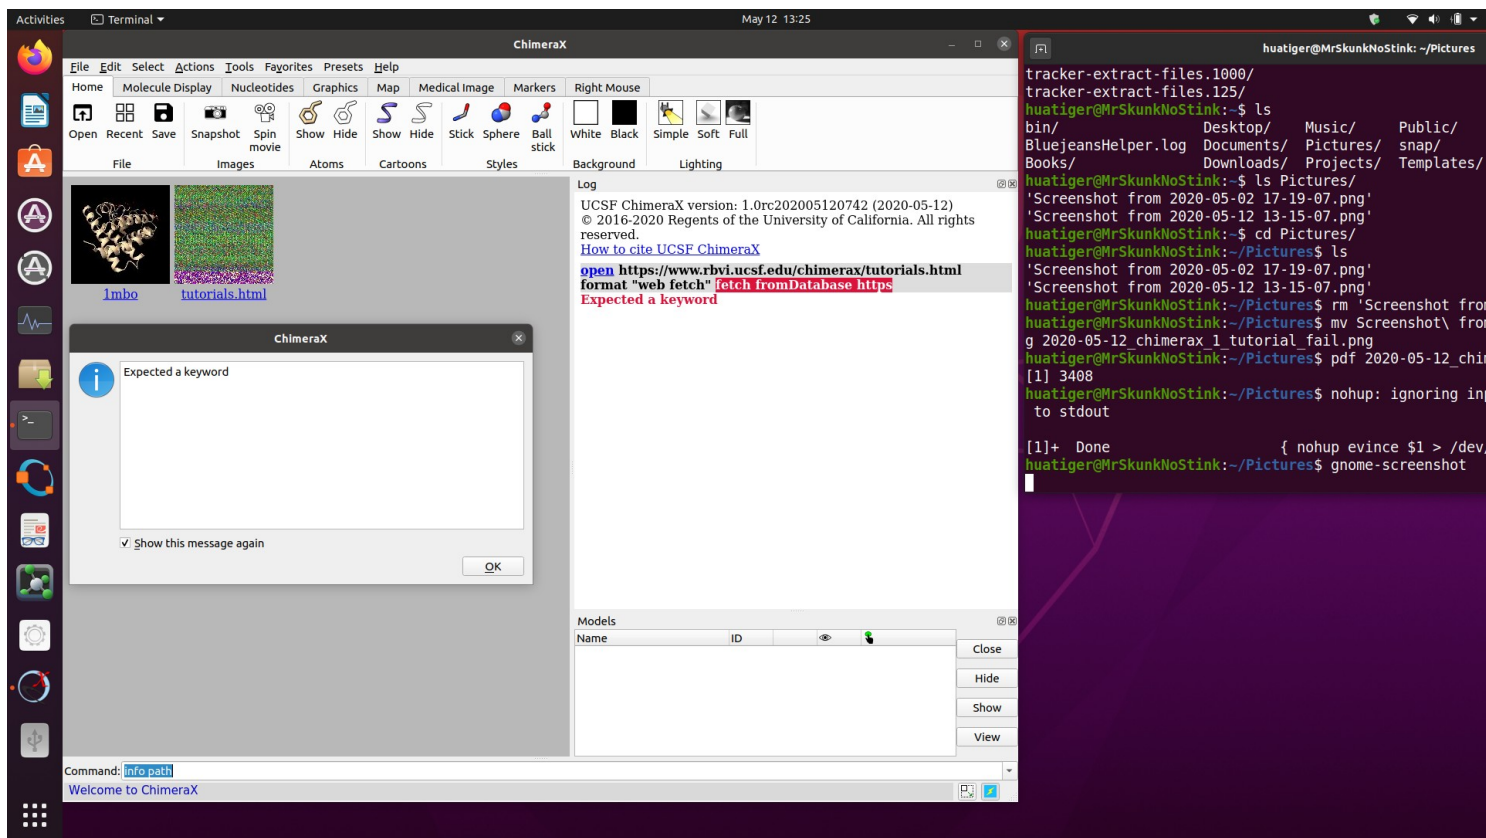 Activities Terminal May 12 13:25
ChimeraX
File Edit Select Actions Tools Favorites Presets Help
Home Molecule Display Nucleotides Graphics Map Medical Image Markers Right Mouse
Open Recent Save Snapshot Spin movie Show Hide Show Hide Stick Sphere Ball stick White Black Simple Soft Full
File Images Atoms Cartoons Styles Background Lighting
1mbo tutorials.html
ChimeraX
Expected a keyword
Show this message again
OK
Log
UCSF ChimeraX version: 1.0rc202005120742 (2020-05-12)
© 2016-2020 Regents of the University of California. All rights
reserved.
How to cite UCSF ChimeraX
open https://www.rbvi.ucsf.edu/chimerax/tutorials.html
format "web fetch" fetch fromDatabase https
Expected a keyword
Models
Name ID
Close
Hide
Show
View
Command: info path
Welcome to ChimeraX
huatiger@MrSkunkNoStink: ~/Pictures
tracker-extract-files.1000/
tracker-extract-files.125/
huatiger@MrSkunkNoStink:~$ ls
bin/ Desktop/ Music/ Public/
BluejeansHelper.log Documents/ Pictures/ snap/
Books/ Downloads/ Projects/ Templates/
huatiger@MrSkunkNoStink:~$ ls Pictures/
'Screenshot from 2020-05-02 17-19-07.png'
'Screenshot from 2020-05-12 13-15-07.png'
huatiger@MrSkunkNoStink:~$ cd Pictures/
huatiger@MrSkunkNoStink:~/Pictures$ ls
'Screenshot from 2020-05-02 17-19-07.png'
'Screenshot from 2020-05-12 13-15-07.png'
huatiger@MrSkunkNoStink:~/Pictures$ rm 'Screenshot fro
huatiger@MrSkunkNoStink:~/Pictures$ mv Screenshot\ fro
g 2020-05-12_chimerax_1_tutorial_fail.png
huatiger@MrSkunkNoStink:~/Pictures$ pdf 2020-05-12_chi
[1] 3408
huatiger@MrSkunkNoStink:~/Pictures$ nohup: ignoring in
to stdout
[1]+ Done { nohup evince $1 > /dev/
huatiger@MrSkunkNoStink:~/Pictures$ gnome-screenshot